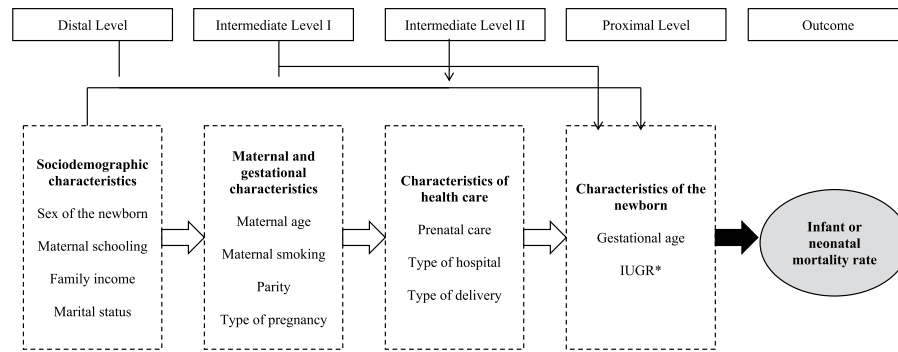 Distal Level
Intermediate Level I
Intermediate Level II
Proximal Level
Outcome
Sociodemographic
characteristics
Sex of the newborn
Maternal schooling
Family income
Marital status
Maternal and
gestational
characteristics
Maternal age
Maternal smoking
Parity
Type of pregnancy
Characteristics of
health care
Prenatal care
Type of hospital
Type of delivery
Characteristics of the
newborn
Gestational age
IUGR*
Infant or
neonatal
mortality rate